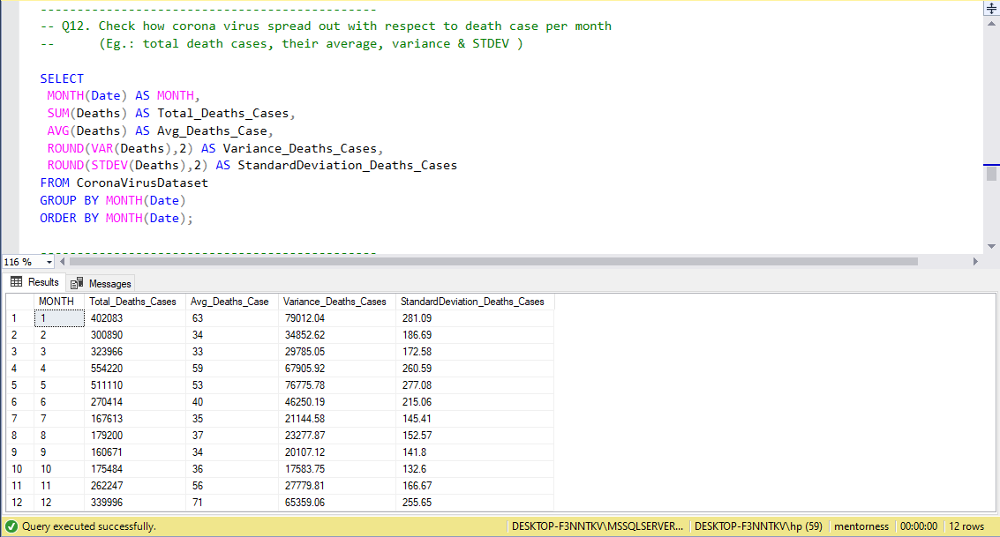 ----------------------------------------------
-- Q12. Check how corona virus spread out with respect to death case per month
--      (Eg.: total death cases, their average, variance & STDEV )
SELECT
MONTH(Date) AS MONTH,
SUM(Deaths) AS Total_Deaths_Cases,
AVG(Deaths) AS Avg_Deaths_Case,
ROUND(VAR(Deaths),2) AS Variance_Deaths_Cases,
ROUND(STDEV(Deaths),2) AS StandardDeviation_Deaths_Cases
FROM CoronaVirusDataset
GROUP BY MONTH(Date)
ORDER BY MONTH(Date);
----------------------------------------------
116 %
Results Messages
MONTH Total_Deaths_Cases Avg_Deaths_Case Variance_Deaths_Cases StandardDeviation_Deaths_Cases
1 1 402083 63 79012.04 281.09
2 2 300890 34 34852.62 186.69
3 3 323966 33 29785.05 172.58
4 4 554220 59 67905.92 260.59
5 5 511110 53 76775.78 277.08
6 6 270414 40 46250.19 215.06
7 7 167613 35 21144.58 145.41
8 8 179200 37 23277.87 152.57
9 9 160671 34 20107.12 141.8
10 10 175484 36 17583.75 132.6
11 11 262247 56 27779.81 166.67
12 12 339996 71 65359.06 255.65
Query executed successfully. DESKTOP-F3NNTKV\MSSQLSERVER... DESKTOP-F3NNTKV\hp (59) mentorness 00:00:00 12 rows